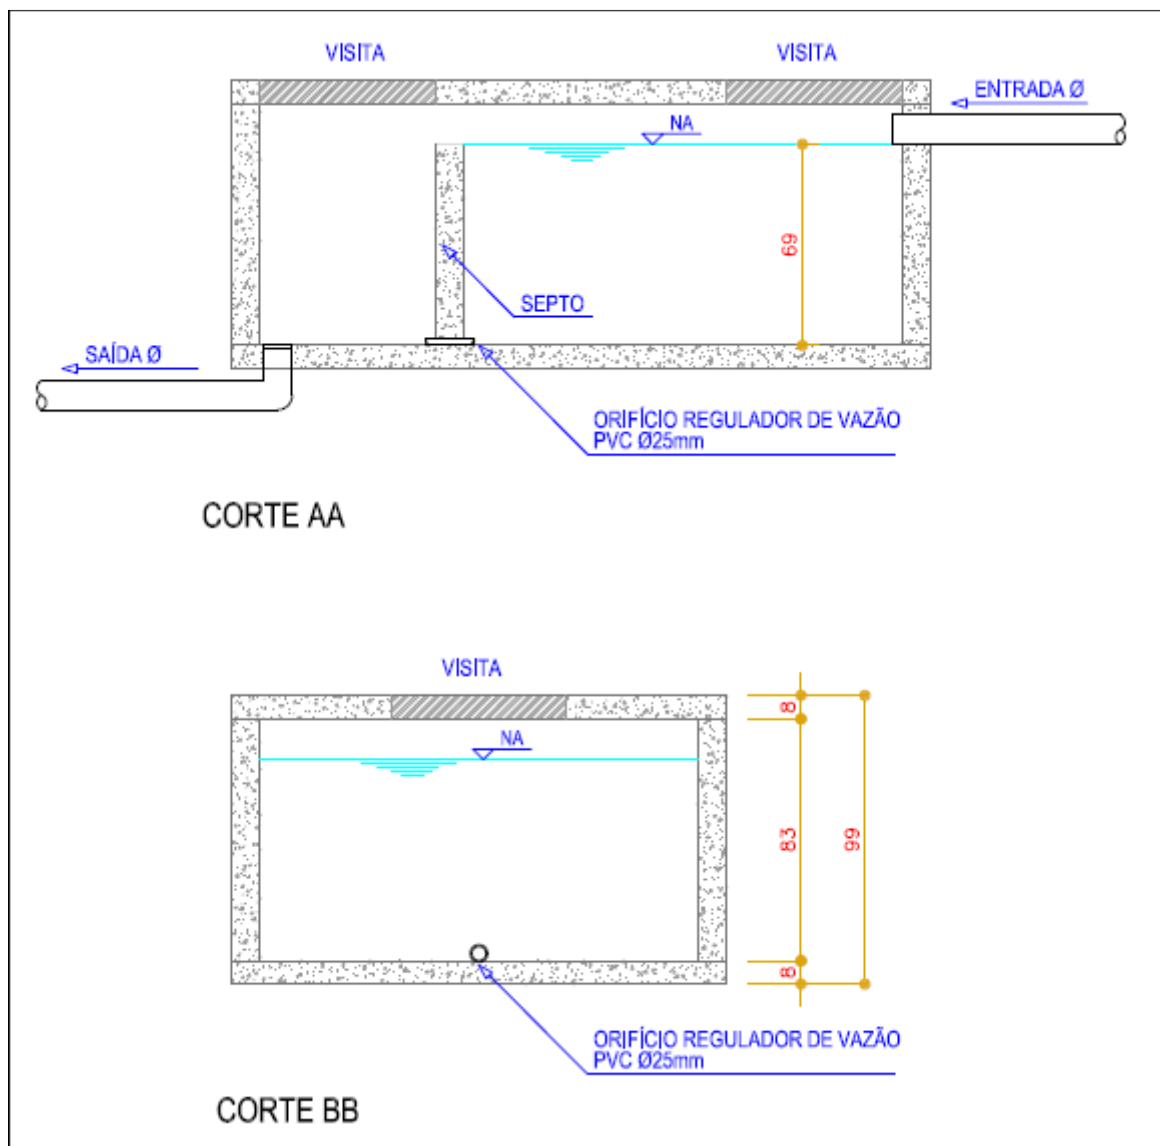 VISITA
VISITA
ENTRADA Ø
NA
69
SEPTO
SAÍDA Ø
ORIFÍCIO REGULADOR DE VAZÃO
PVC Ø25mm
CORTE AA
VISITA
8
NA
83
99
8
ORIFÍCIO REGULADOR DE VAZÃO
PVC Ø25mm
CORTE BB